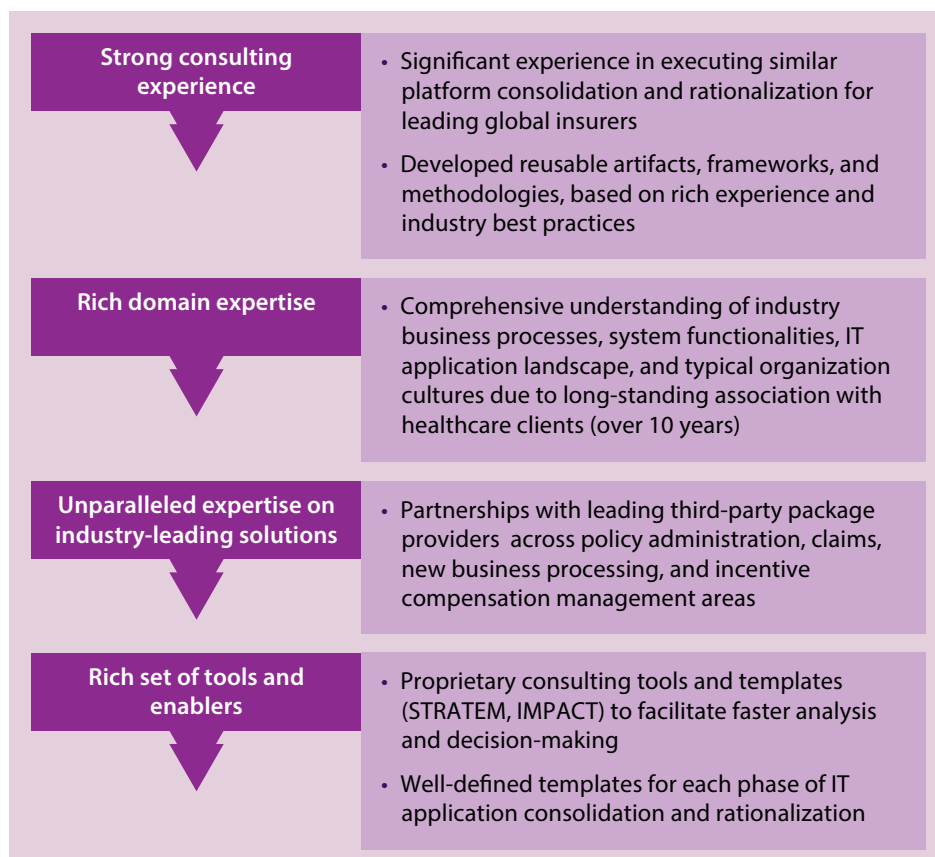 Strong consulting
experience
• Significant experience in executing similar
platform consolidation and rationalization for
leading global insurers
• Developed reusable artifacts, frameworks, and
methodologies, based on rich experience and
industry best practices
Rich domain expertise
• Comprehensive understanding of industry
business processes, system functionalities, IT
application landscape, and typical organization
cultures due to long-standing association with
healthcare clients (over 10 years)
Unparalleled expertise on
industry-leading solutions
• Partnerships with leading third-party package
providers across policy administration, claims,
new business processing, and incentive
compensation management areas
Rich set of tools and
enablers
• Proprietary consulting tools and templates
(STRATEM, IMPACT) to facilitate faster analysis
and decision-making
• Well-defined templates for each phase of IT
application consolidation and rationalization